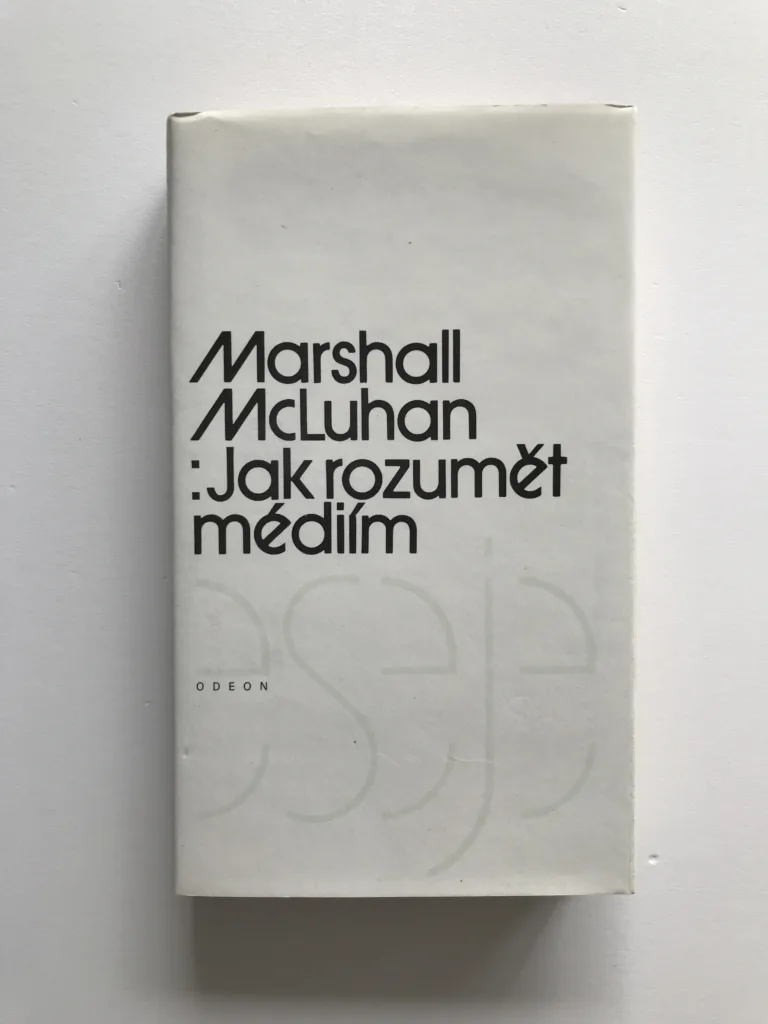 Marshall
McLuhan
:Jak rozumět
médiím
eseje
ODEON